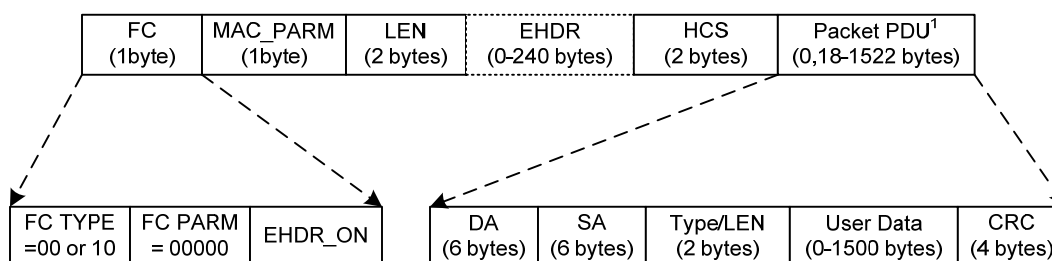 FC MAC_PARM LEN EHDR HCS Packet PDU¹
(1byte) (1byte) (2 bytes) (0-240 bytes) (2 bytes) (0,18-1522 bytes)
FC TYPE FC PARM EHDR_ON DA SA Type/LEN User Data CRC
=00 or 10 = 00000 (6 bytes) (6 bytes) (2 bytes) (0-1500 bytes) (4 bytes)